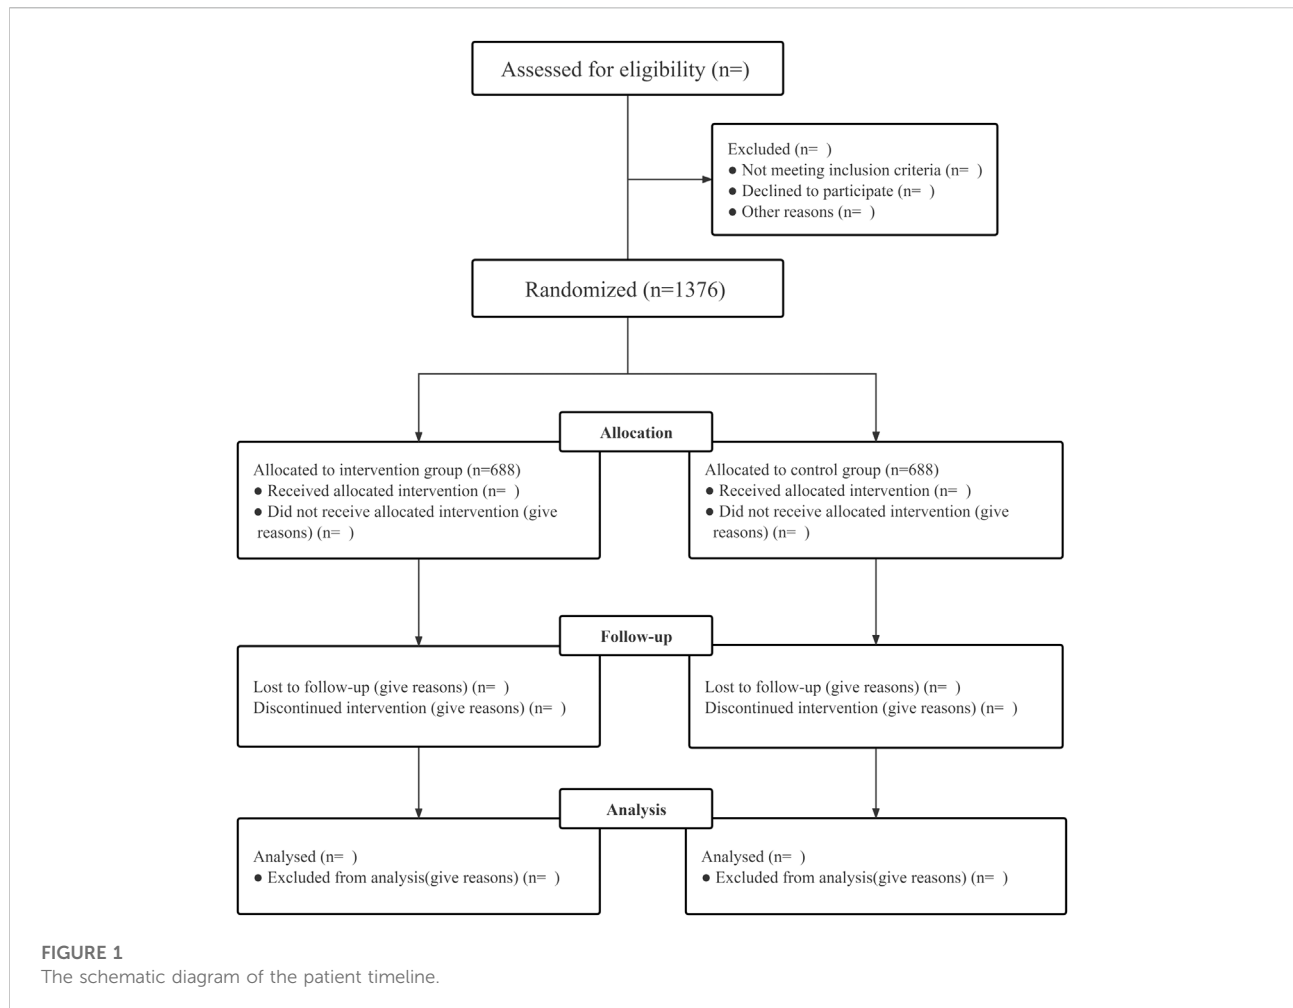 Assessed for eligibility (n=)
Excluded (n=  )
● Not meeting inclusion criteria (n=  )
● Declined to participate (n=  )
● Other reasons (n=  )
Randomized (n=1376)
Allocation
Allocated to intervention group (n=688)
● Received allocated intervention (n=  )
● Did not receive allocated intervention (give
reasons) (n=  )
Allocated to control group (n=688)
● Received allocated intervention (n=  )
● Did not receive allocated intervention (give
reasons) (n=  )
Follow-up
Lost to follow-up (give reasons) (n=  )
Discontinued intervention (give reasons) (n=  )
Lost to follow-up (give reasons) (n=  )
Discontinued intervention (give reasons) (n=  )
Analysis
Analysed (n=  )
● Excluded from analysis(give reasons) (n=  )
Analysed (n=  )
● Excluded from analysis(give reasons) (n=  )
FIGURE 1
The schematic diagram of the patient timeline.